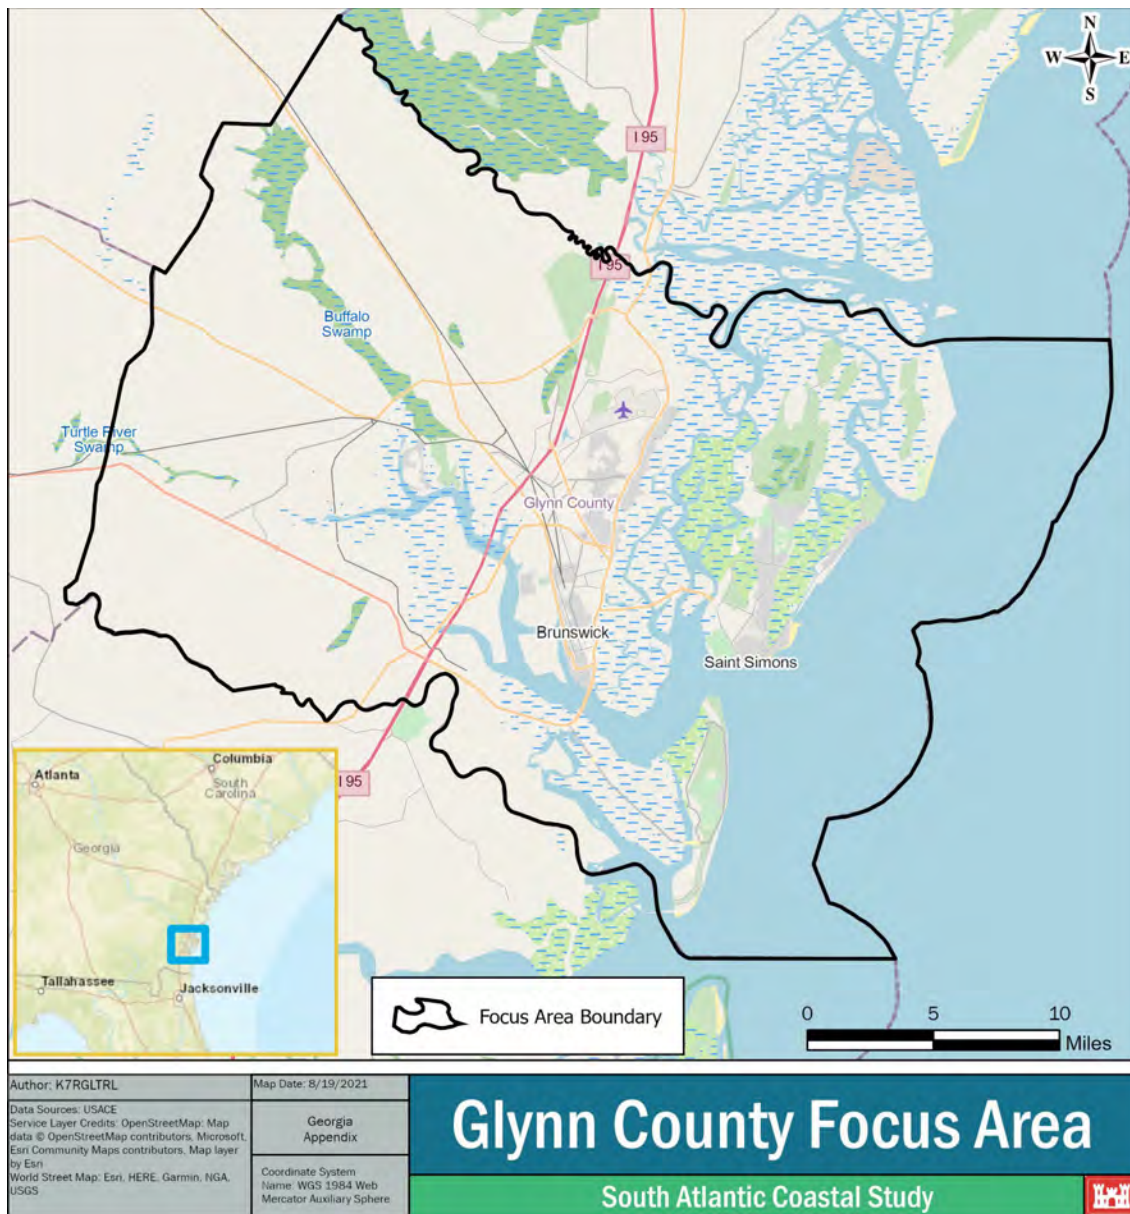 N
W E
S
I 95
I 95
Buffalo
Swamp
Turtle River
Swamp
Glynn County
Brunswick
Saint Simons
I 95
Columbia
Atlanta
South
Carolina
Georgia
Tallahassee
Jacksonville
Focus Area Boundary
0 5 10
Miles
Author: K7RGLTRL
Map Date: 8/19/2021
Data Sources: USACE
Service Layer Credits: OpenStreetMap: Map
data © OpenStreetMap contributors, Microsoft,
Esri Community Maps contributors, Map layer
by Esri
World Street Map: Esri, HERE, Garmin, NGA,
USGS
Georgia
Appendix
Coordinate System
Name: WGS 1984 Web
Mercator Auxiliary Sphere
Glynn County Focus Area
South Atlantic Coastal Study